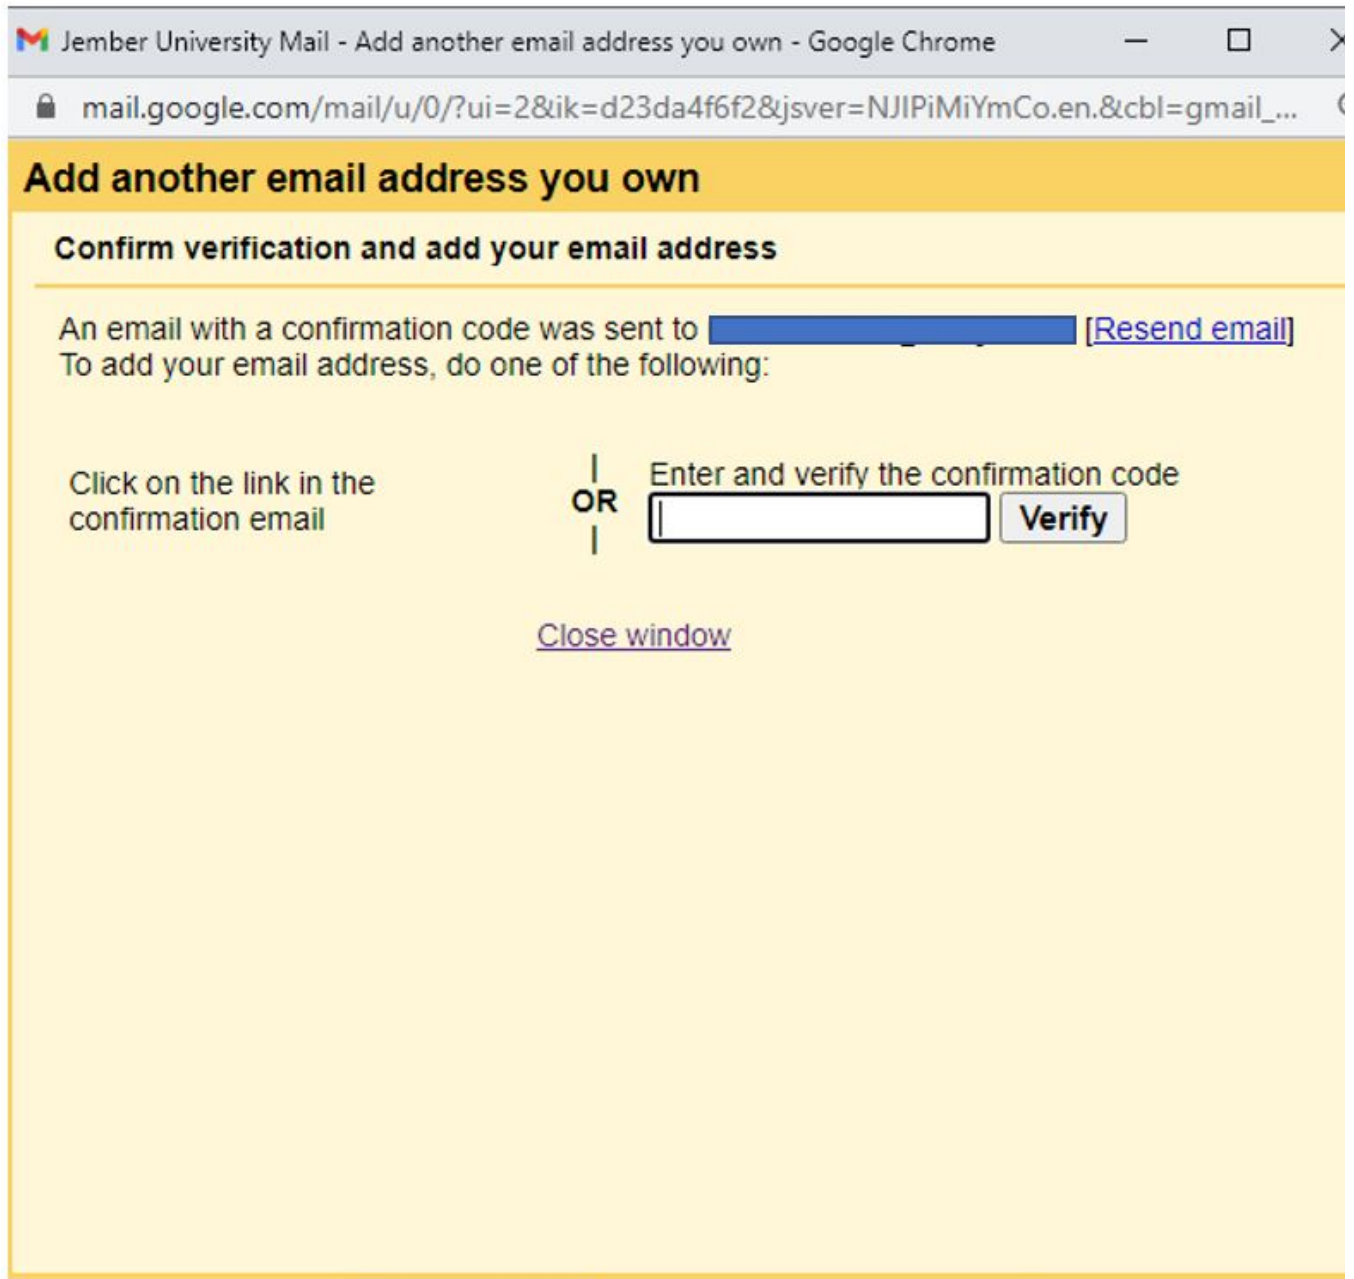 Jember University Mail - Add another email address you own - Google Chrome
mail.google.com/mail/u/0/?ui=2&ik=d23da4f6f2&jsver=NJIPiMiYmCo.en.&cbl=gmail_...
Add another email address you own
Confirm verification and add your email address
An email with a confirmation code was sent to [Resend email]
To add your email address, do one of the following:
Click on the link in the
confirmation email
|
OR
|
Enter and verify the confirmation code
Verify
Close window